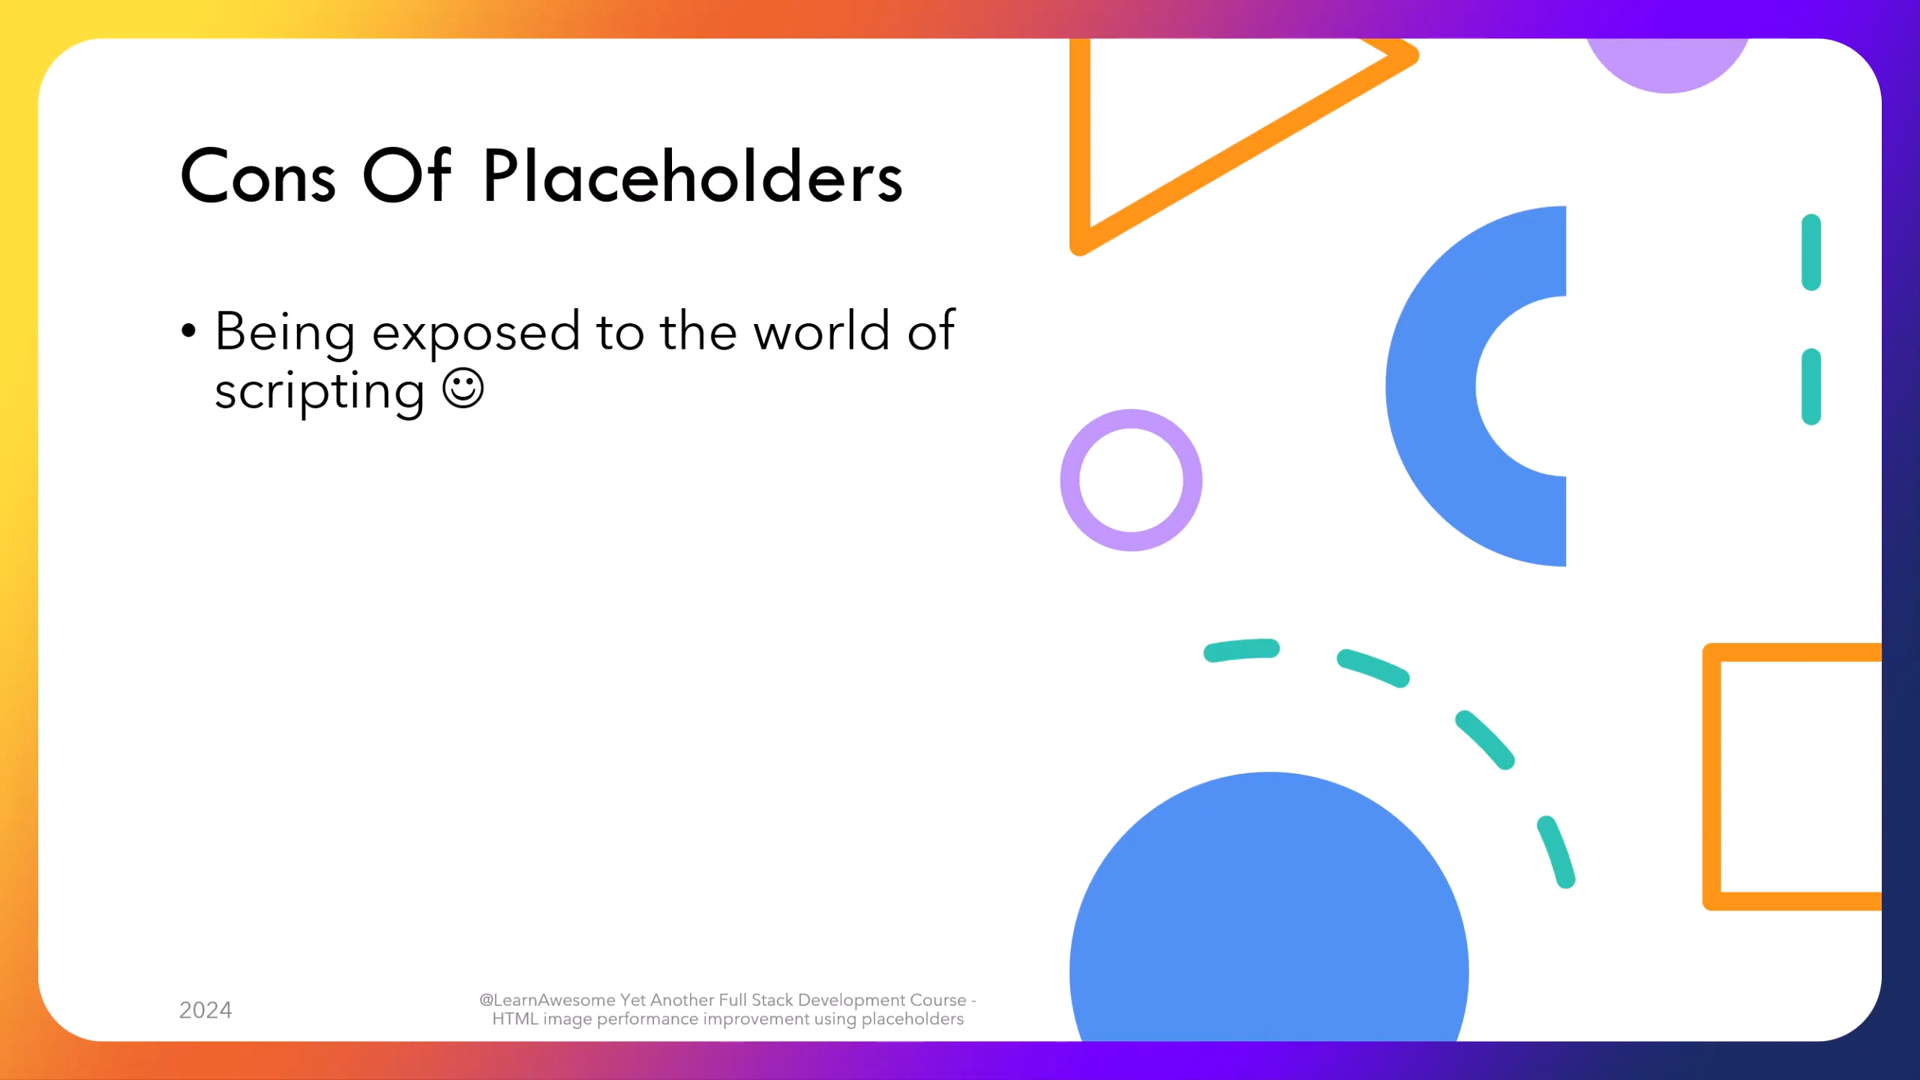 Cons Of Placeholders
• Being exposed to the world of
scripting ☺
2024
@LearnAwesome Yet Another Full Stack Development Course -
HTML image performance improvement using placeholders